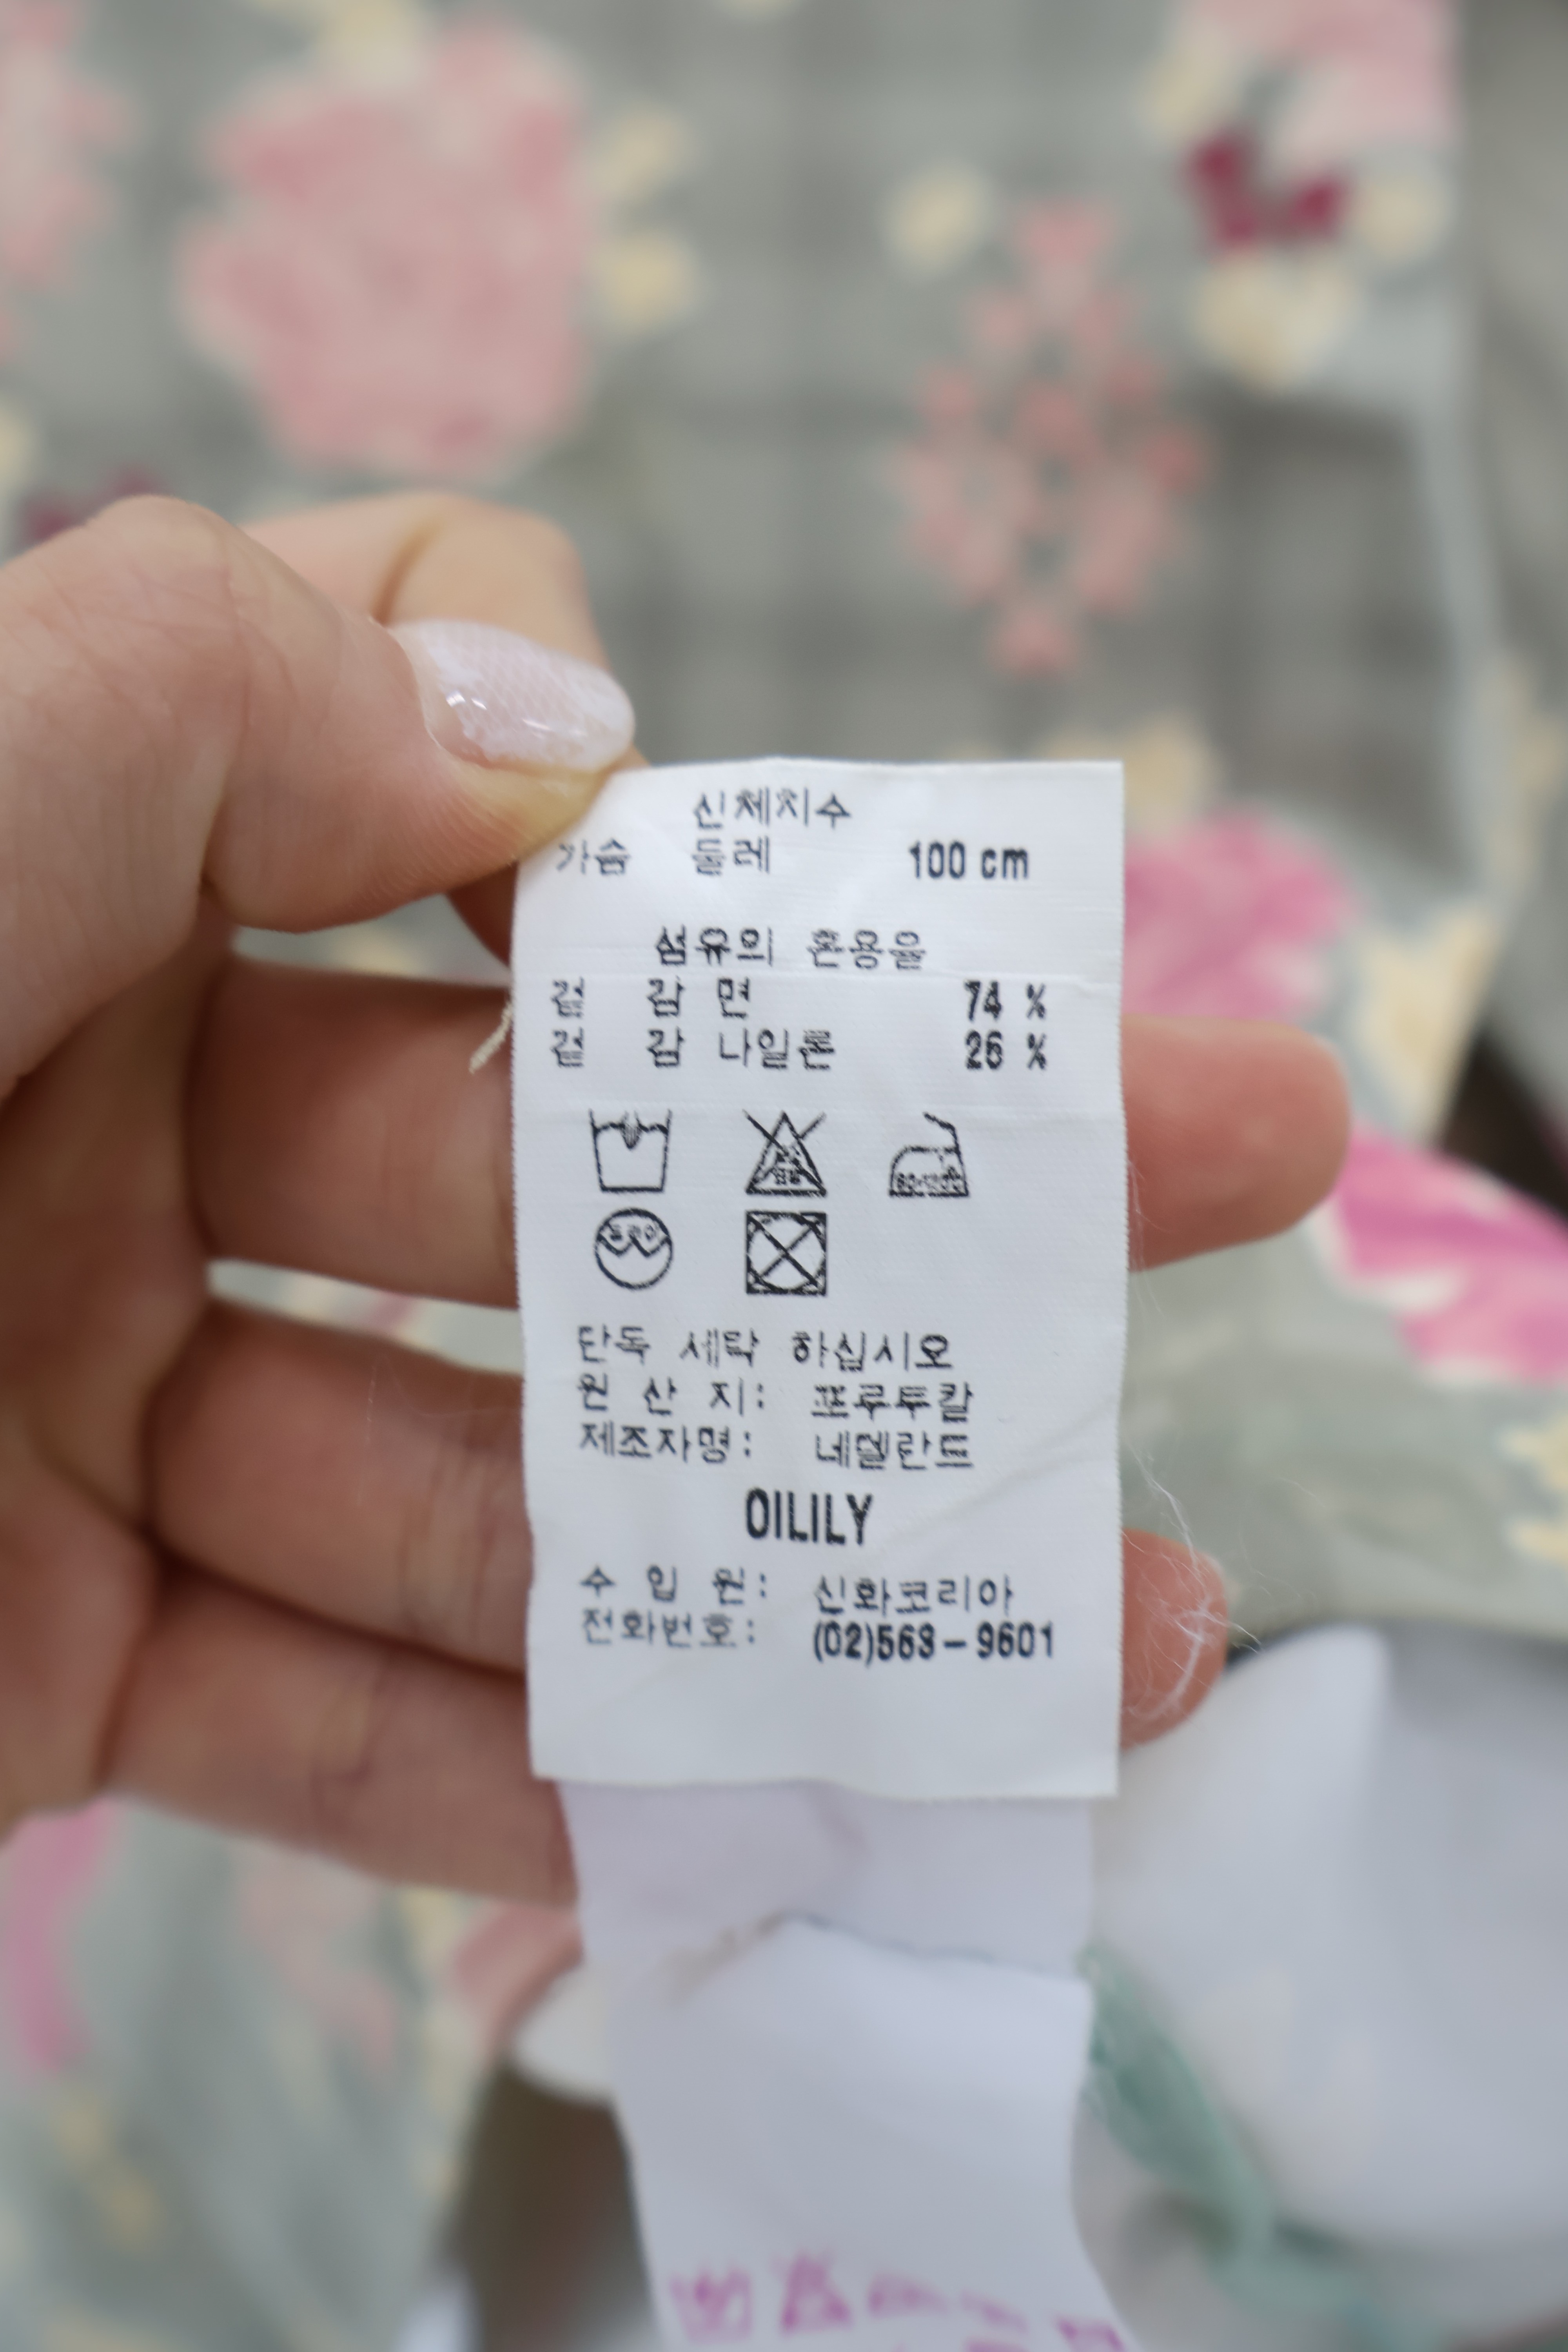 신체치수
가슴 둘레 100 cm
섬유의 혼용율
겉 감 면 74 %
겉 감 나일론 26 %
드라이
단독 세탁 하십시오
원 산 지: 포루투칼
제조자명: 네델란드
OILILY
수 입 원: 신화코리아
전화번호: (02)563-9601